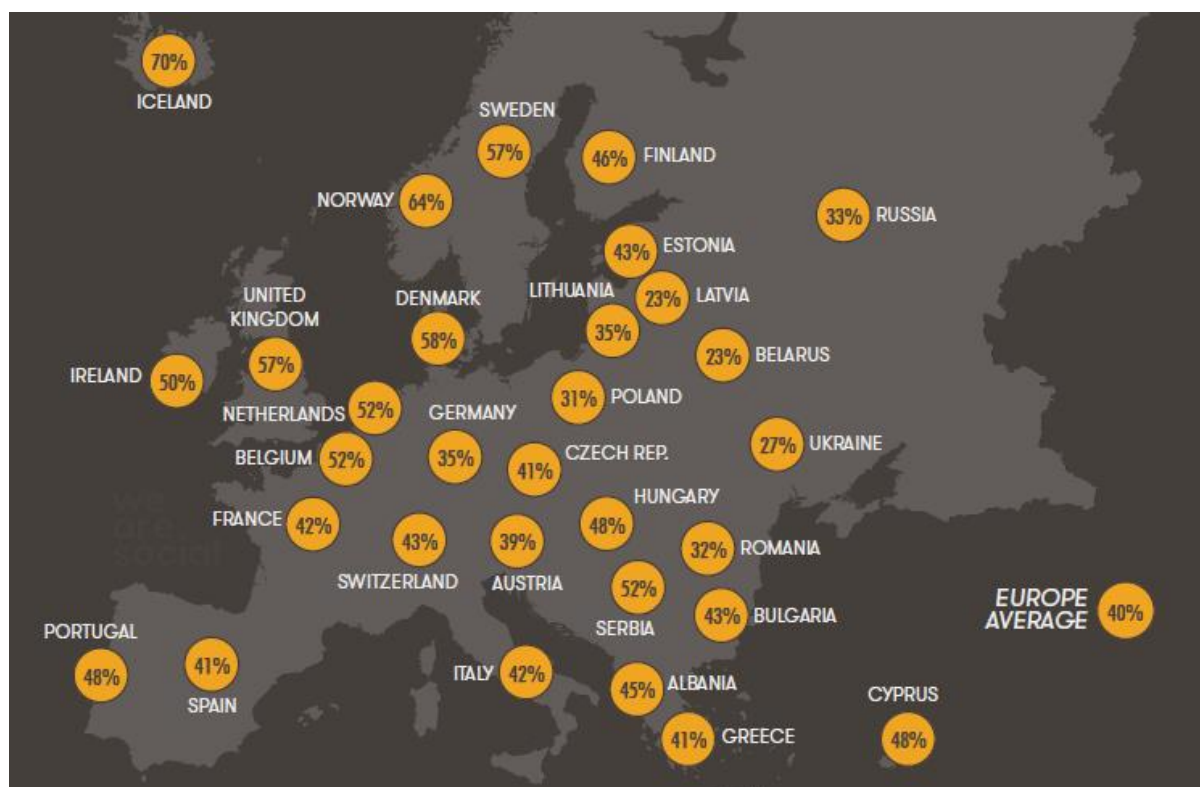 70%
ICELAND
SWEDEN
57%
46% FINLAND
NORWAY 64%
33% RUSSIA
43% ESTONIA
LITHUANIA
23% LATVIA
35%
UNITED
KINGDOM
57%
DENMARK
58%
23% BELARUS
IRELAND 50%
31% POLAND
NETHERLANDS 52%
GERMANY
35%
BELGIUM 52%
CZECH REP.
41%
27% UKRAINE
HUNGARY
48%
FRANCE 42%
43%
SWITZERLAND
39%
AUSTRIA
32% ROMANIA
52%
SERBIA
43% BULGARIA
EUROPE
AVERAGE
40%
we
are
social
PORTUGAL
48%
41%
SPAIN
ITALY 42%
45% ALBANIA
41% GREECE
CYPRUS
48%